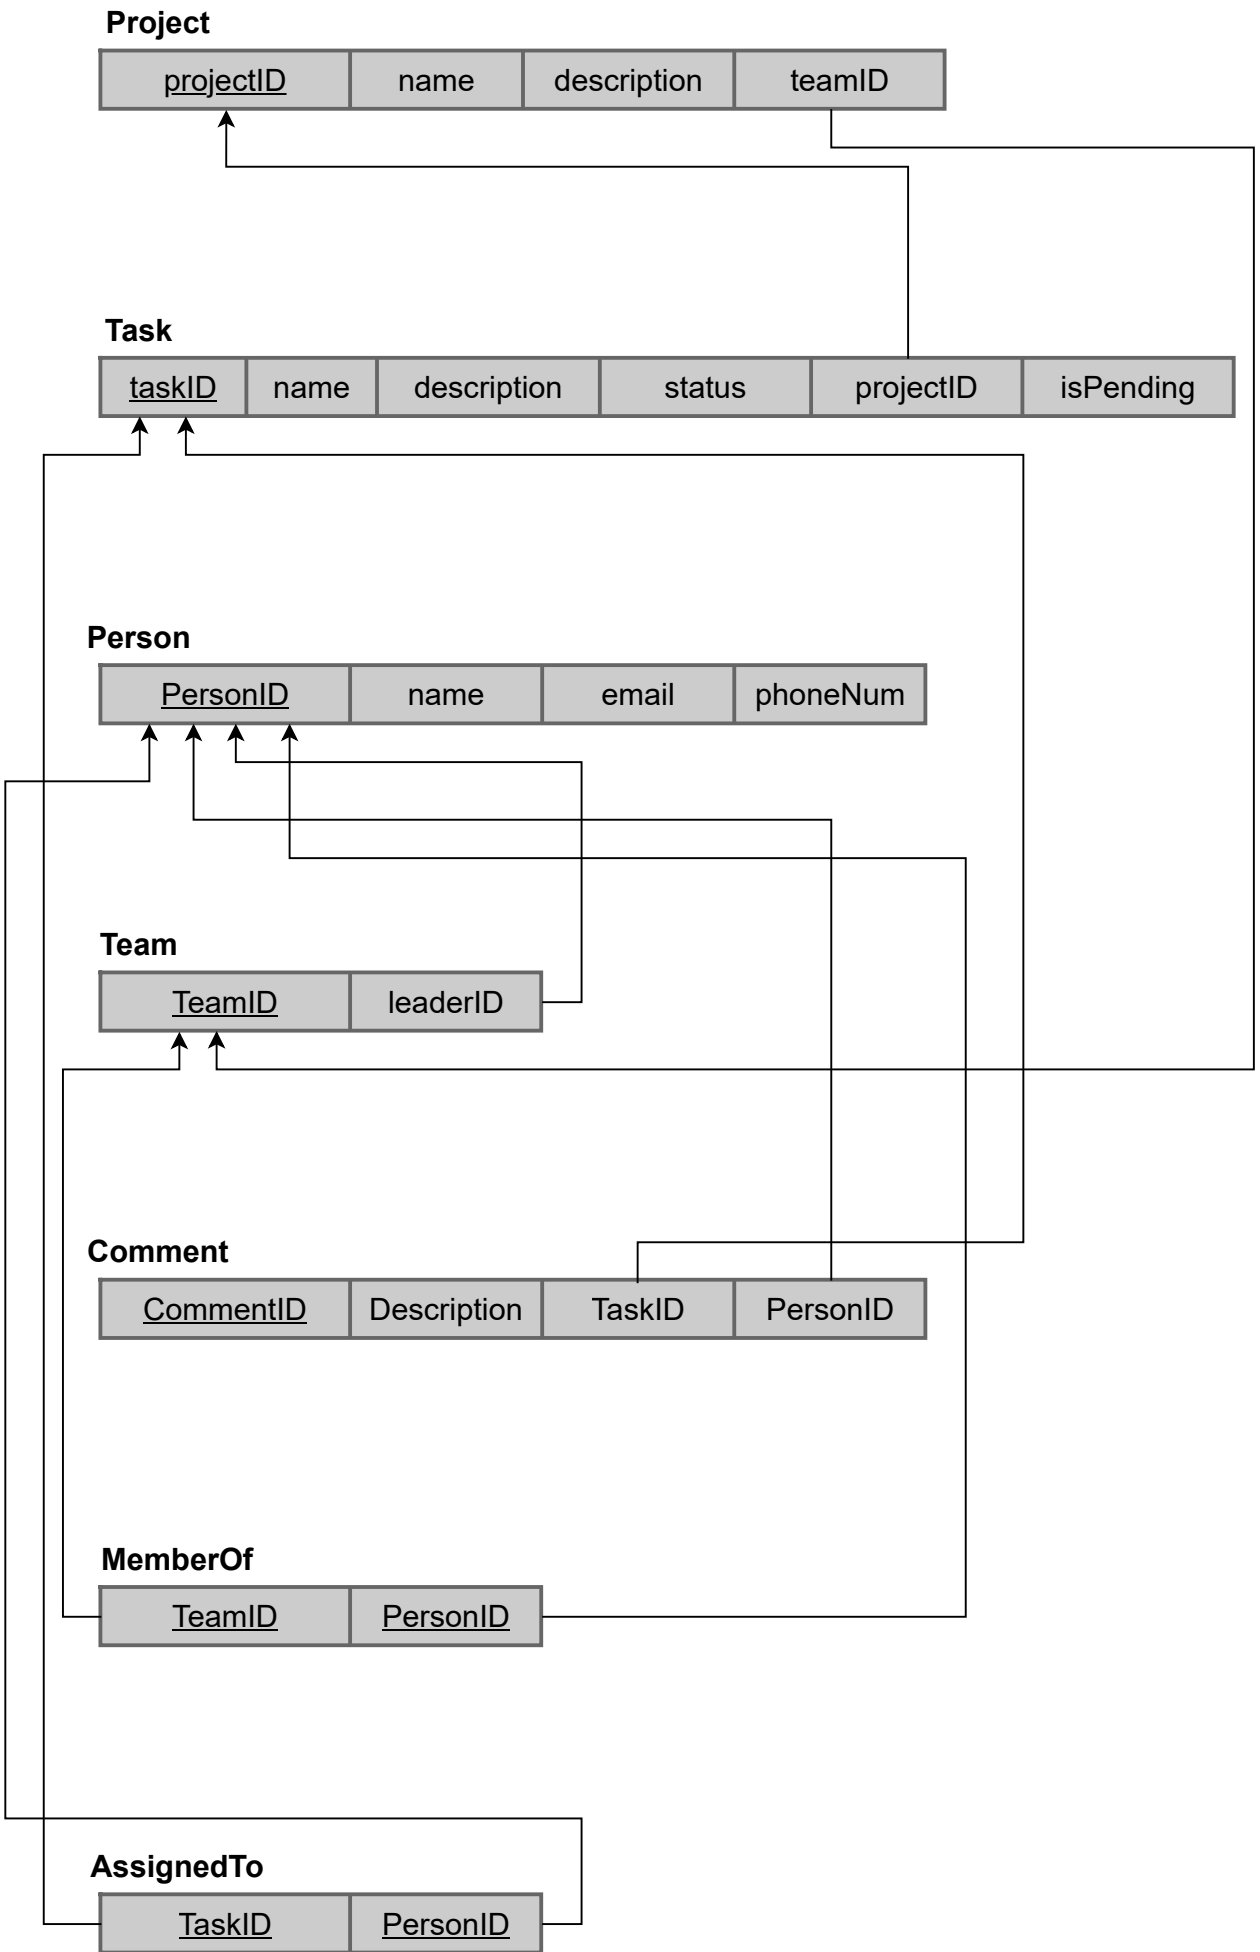 Project
projectID name description teamID
Task
taskID name description status projectID isPending
Person
PersonID name email phoneNum
Team
TeamID leaderID
Comment
CommentID Description TaskID PersonID
MemberOf
TeamID PersonID
AssignedTo
TaskID PersonID